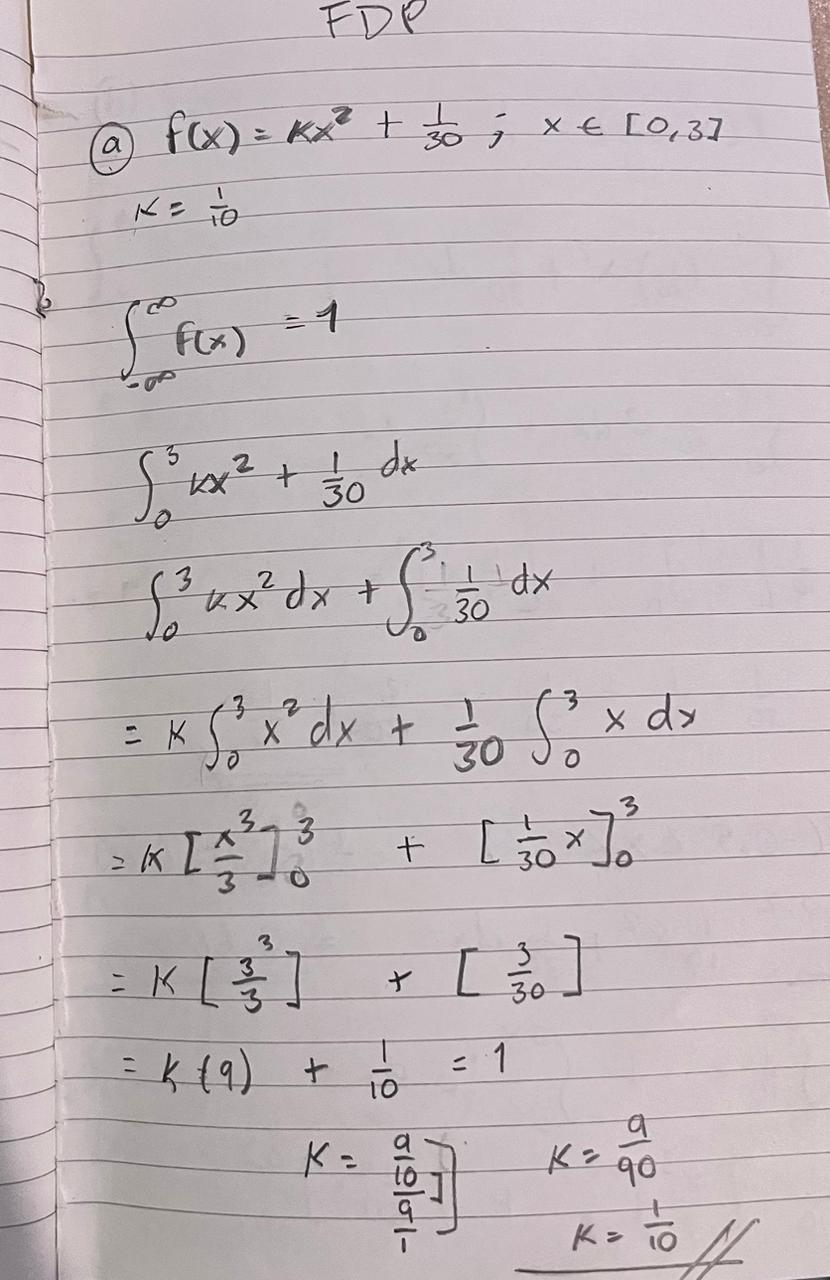 FDP
ⓐ f(x) = kx² + 1/30 ; x ∈ [0,3]
K = 1/10
∫_{-∞}^{∞} f(x) = 1
∫_0^3 kx² + 1/30 dx
∫_0^3 kx² dx + ∫_0^3 1/30 dx
= K ∫_0^3 x² dx + 1/30 ∫_0^3 x dx
= K [x³/3]_0^3 + [1/30 x]_0^3
= K [3³/3] + [3/30]
= K(9) + 1/10 = 1
K = (9/10)/(9/1) ] K = 9/90
K = 1/10 //